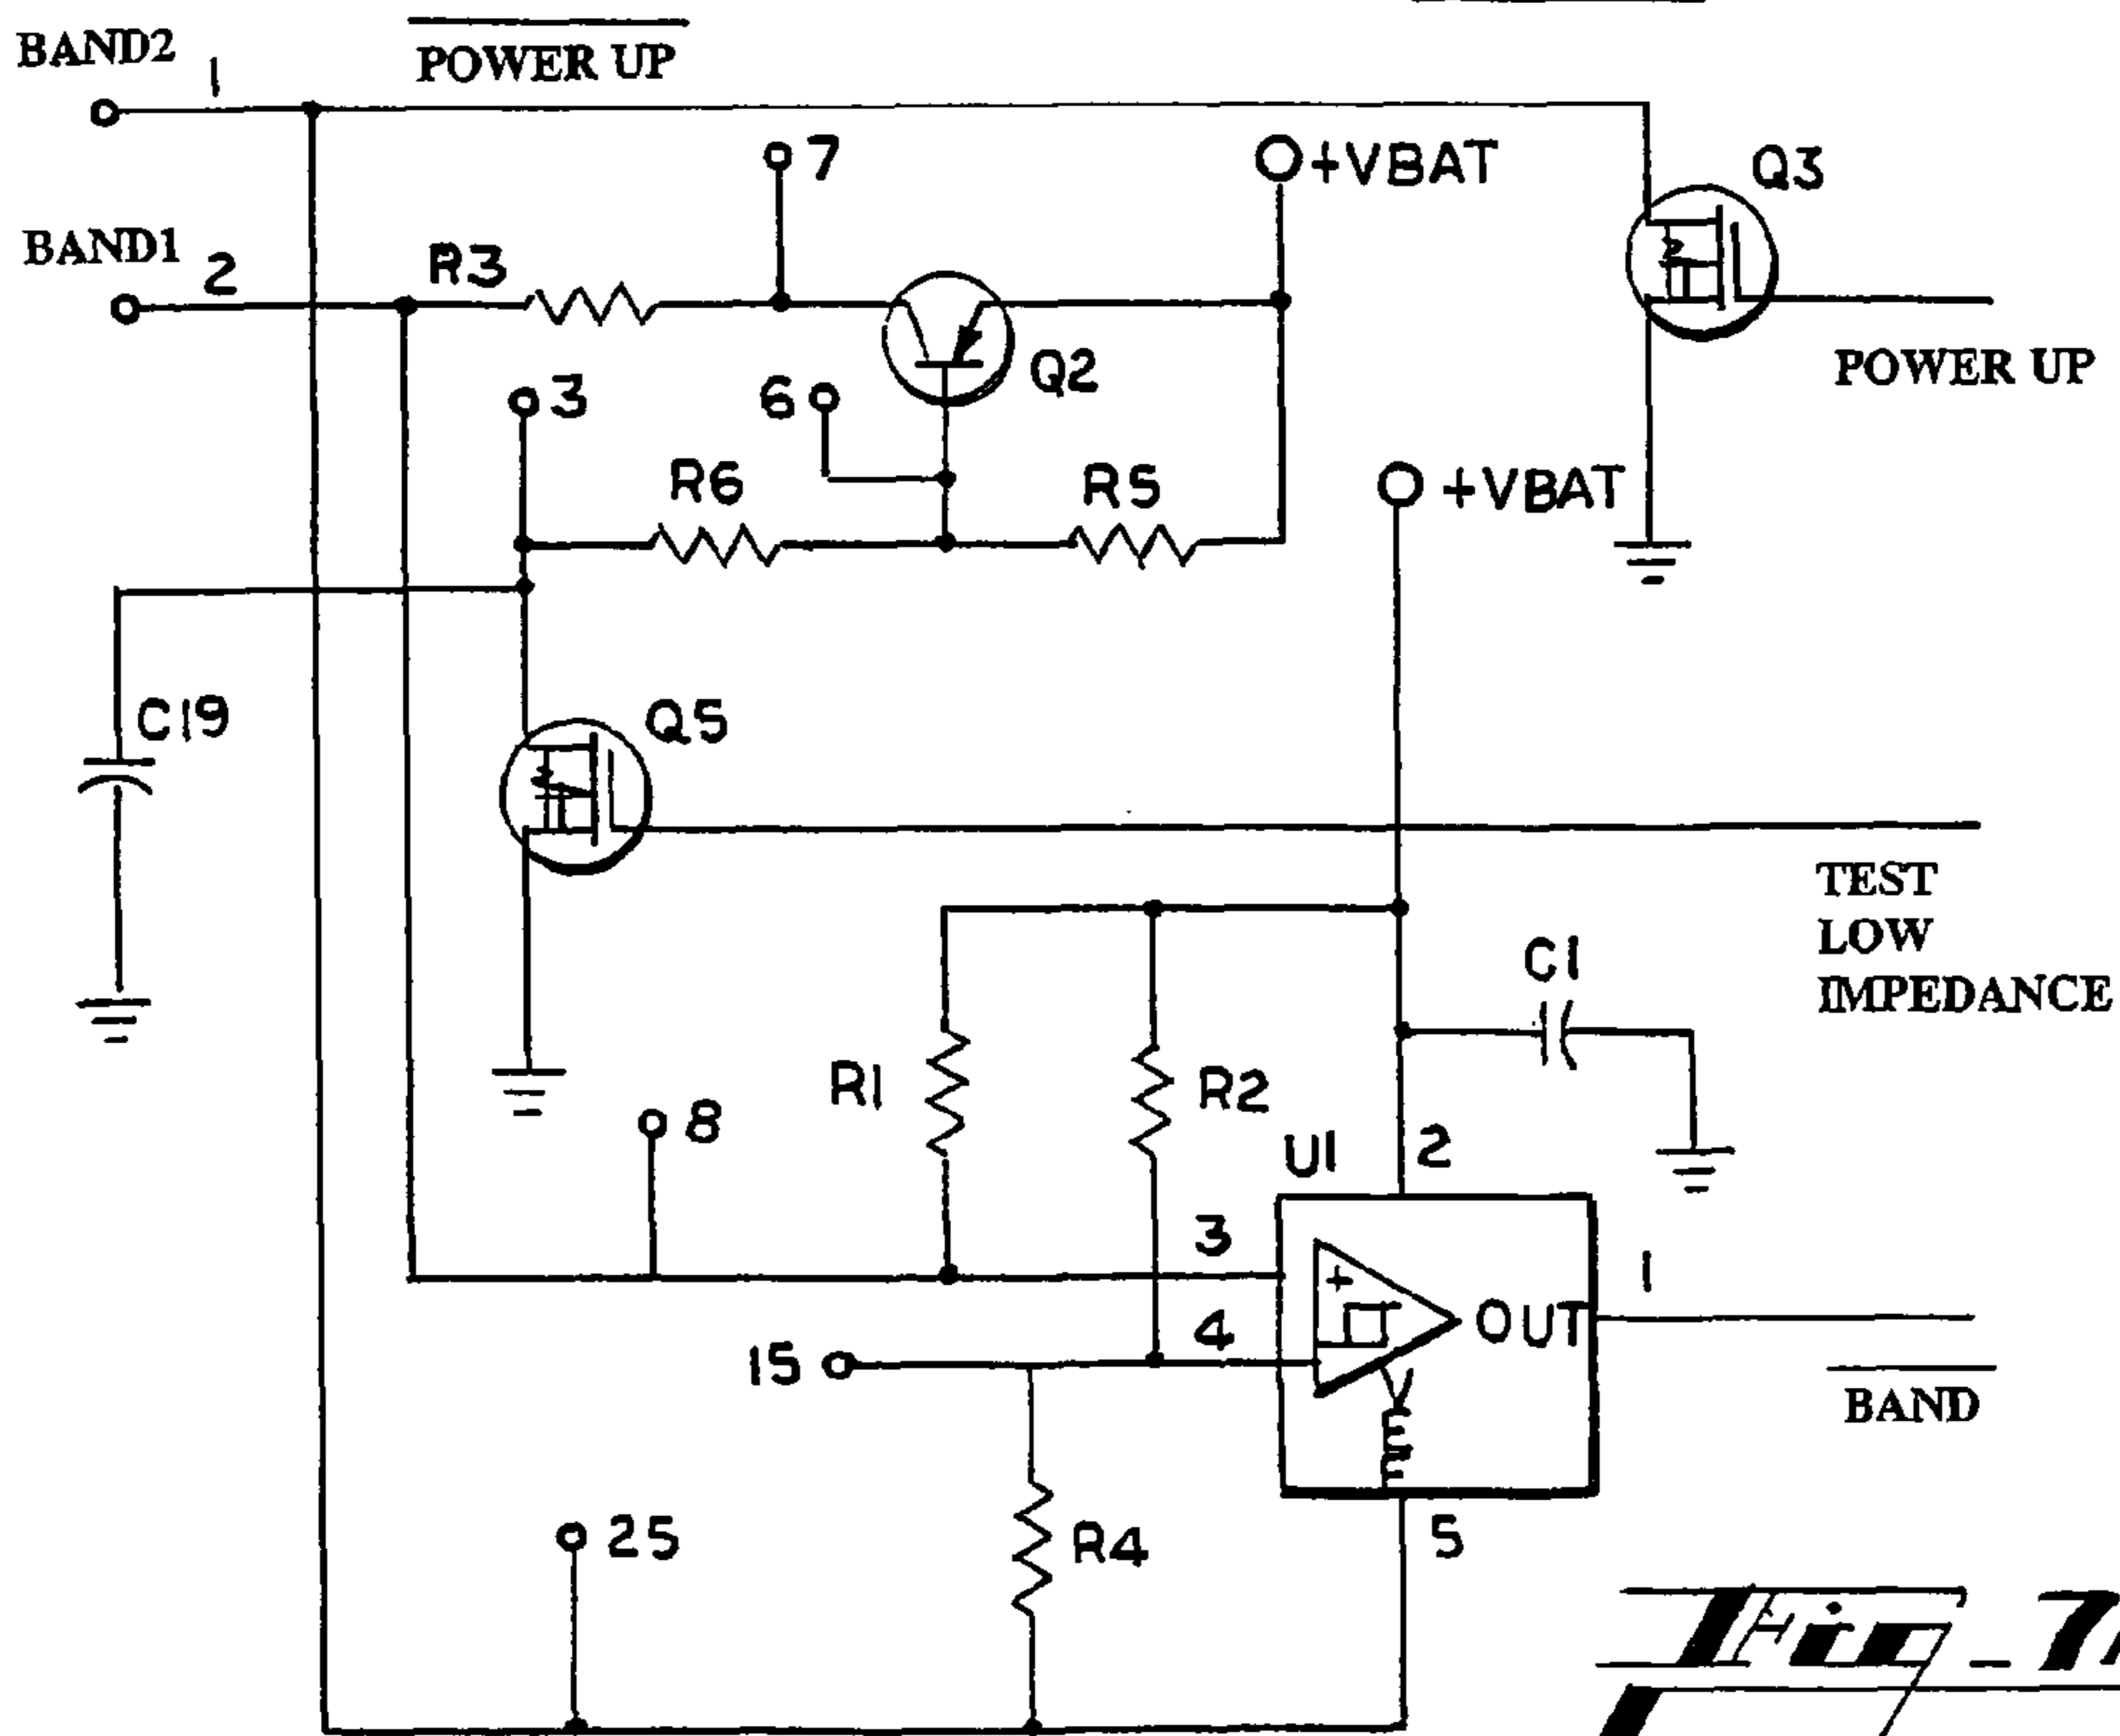 BAND2
1
POWER UP
7
+VBAT
Q3
BAND1
2
R3
POWER UP
Q2
3
6
R6
R5
+VBAT
C19
Q5
TEST
LOW
IMPEDANCE
C1
R1
R2
8
U1
2
3
+
4
OUT
1
15
BAND
25
R4
5